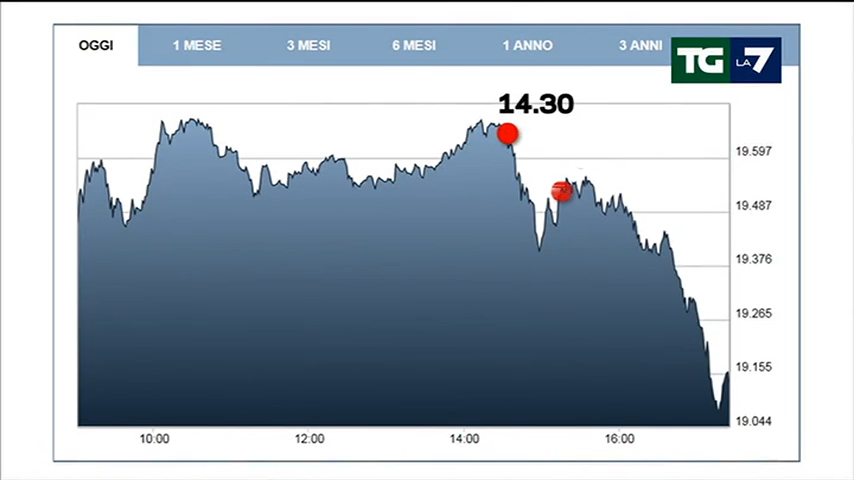 OGGI 1 MESE 3 MESI 6 MESI 1 ANNO 3 ANNI
TG LA 7
14.30
19.597
19.487
19.376
19.265
19.155
19.044
10:00 12:00 14:00 16:00